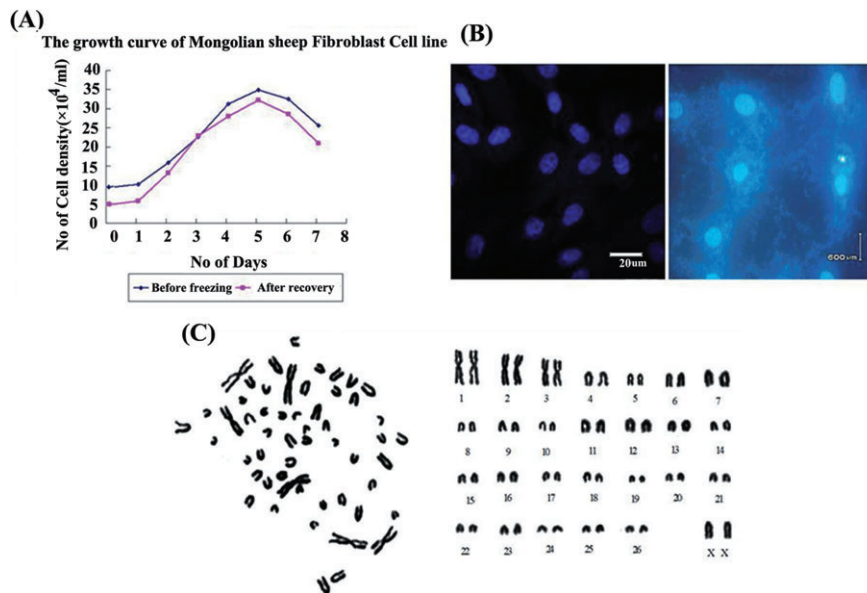 (A)
The growth curve of Mongolian sheep Fibroblast Cell line
No of Cell density(×10⁴/ml)
40
35
30
25
20
15
10
5
0
0 1 2 3 4 5 6 7 8
No of Days
Before freezing After recovery
(B)
20um
600μm
(C)
1 2 3 4 5 6 7
8 9 10 11 12 13 14
15 16 17 18 19 20 21
22 23 24 25 26 X X